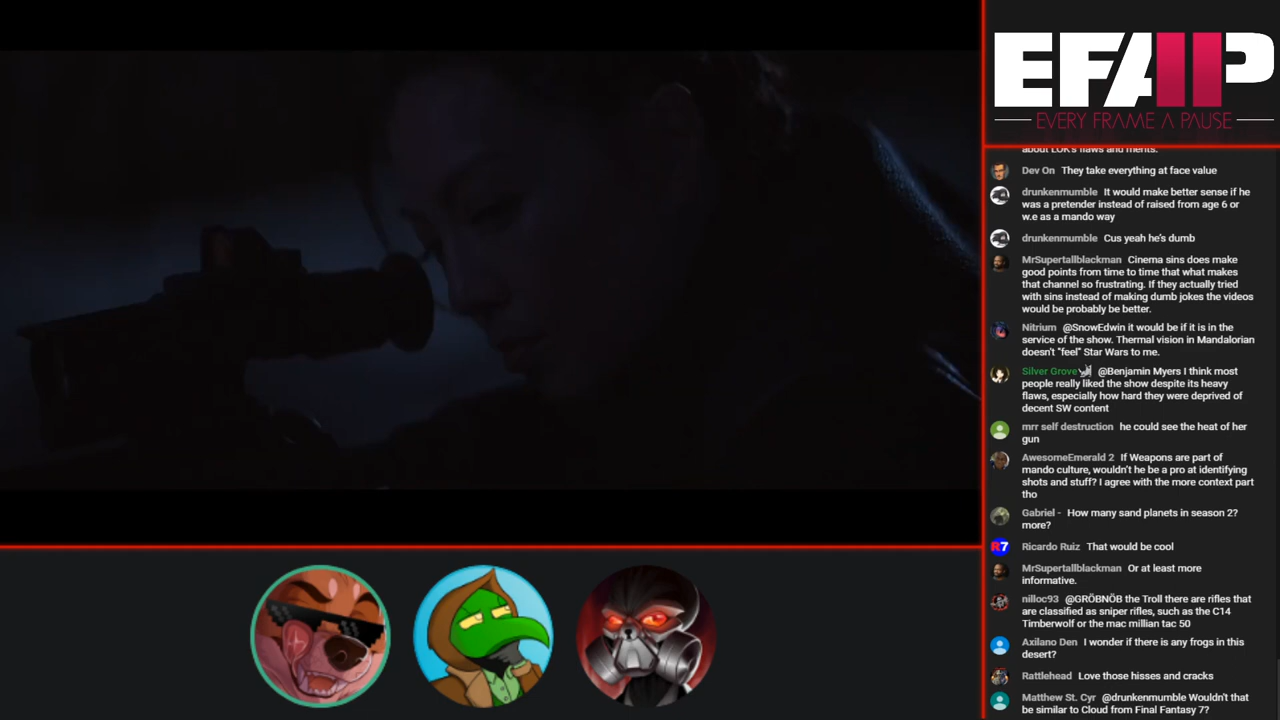 EFAP
EVERY FRAME A PAUSE
about LOK's flaws and merits.
Dev On They take everything at face value
drunkenmumble It would make better sense if he
was a pretender instead of raised from age 6 or
w.e as a mando way
drunkenmumble Cus yeah he's dumb
MrSupertallblackman Cinema sins does make
good points from time to time that what makes
that channel so frustrating. If they actually tried
with sins instead of making dumb jokes the videos
would be probably be better.
Nitrium @SnowEdwin it would be if it is in the
service of the show. Thermal vision in Mandalorian
doesn't "feel" Star Wars to me.
Silver Grove @Benjamin Myers I think most
people really liked the show despite its heavy
flaws, especially how hard they were deprived of
decent SW content
mrr self destruction he could see the heat of her
gun
AwesomeEmerald 2 If Weapons are part of
mando culture, wouldn't he be a pro at identifying
shots and stuff? I agree with the more context part
tho
Gabriel - How many sand planets in season 2?
more?
R7 Ricardo Ruiz That would be cool
MrSupertallblackman Or at least more
informative.
nilloc93 @GRÖBNÖB the Troll there are rifles that
are classified as sniper rifles, such as the C14
Timberwolf or the mac millian tac 50
Axilano Den I wonder if there is any frogs in this
desert?
Rattlehead Love those hisses and cracks
Matthew St. Cyr @drunkenmumble Wouldn't that
be similar to Cloud from Final Fantasy 7?